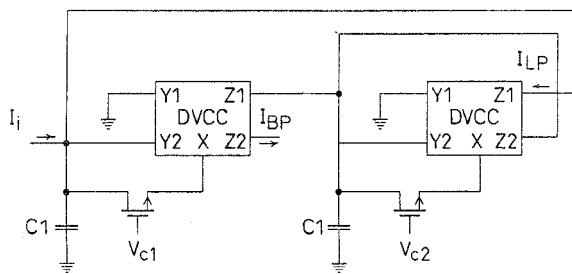 I_LP
Y1 Z1
DVCC
Y2 X Z2
I_BP
Y1 Z1
DVCC
Y2 X Z2
I_i
C1
V_c1
C1
V_c2